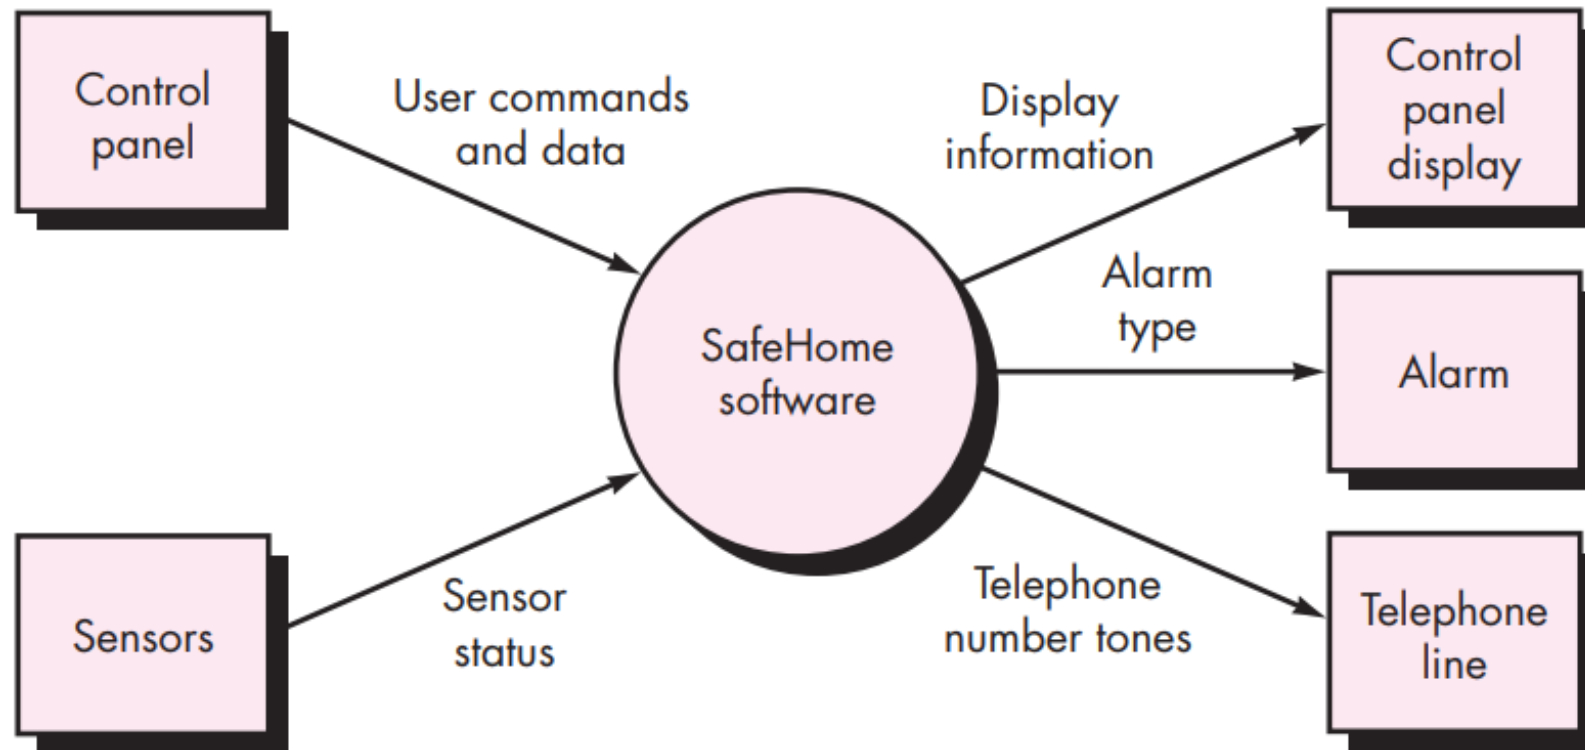 Control
panel
User commands
and data
Display
information
Control
panel
display
SafeHome
software
Alarm
type
Alarm
Sensors
Sensor
status
Telephone
number tones
Telephone
line